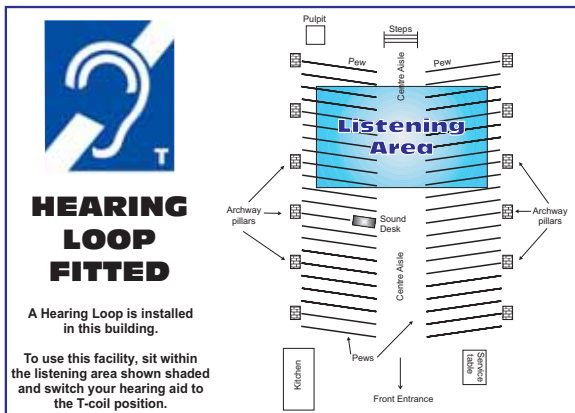 T
HEARING
LOOP
FITTED
A Hearing Loop is installed
in this building.
To use this facility, sit within
the listening area shown shaded
and switch your hearing aid to
the T-coil position.
Pulpit
Steps
Pew
Centre Aisle
Pew
Listening
Area
Archway
pillars
Sound
Desk
Archway
pillars
Centre Aisle
Pews
Kitchen
Service
table
Front Entrance